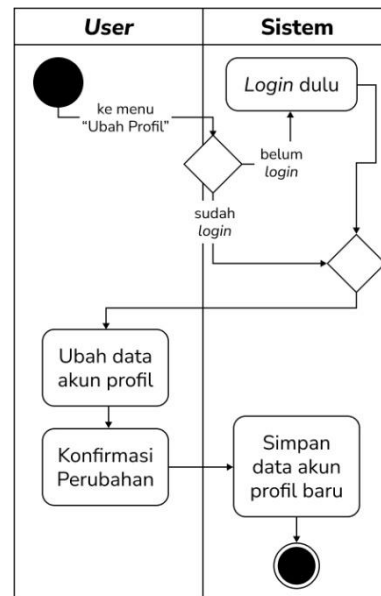 User
Sistem
Login dulu
ke menu
“Ubah Profil”
belum
login
sudah
login
Ubah data
akun profil
Konfirmasi
Perubahan
Simpan
data akun
profil baru